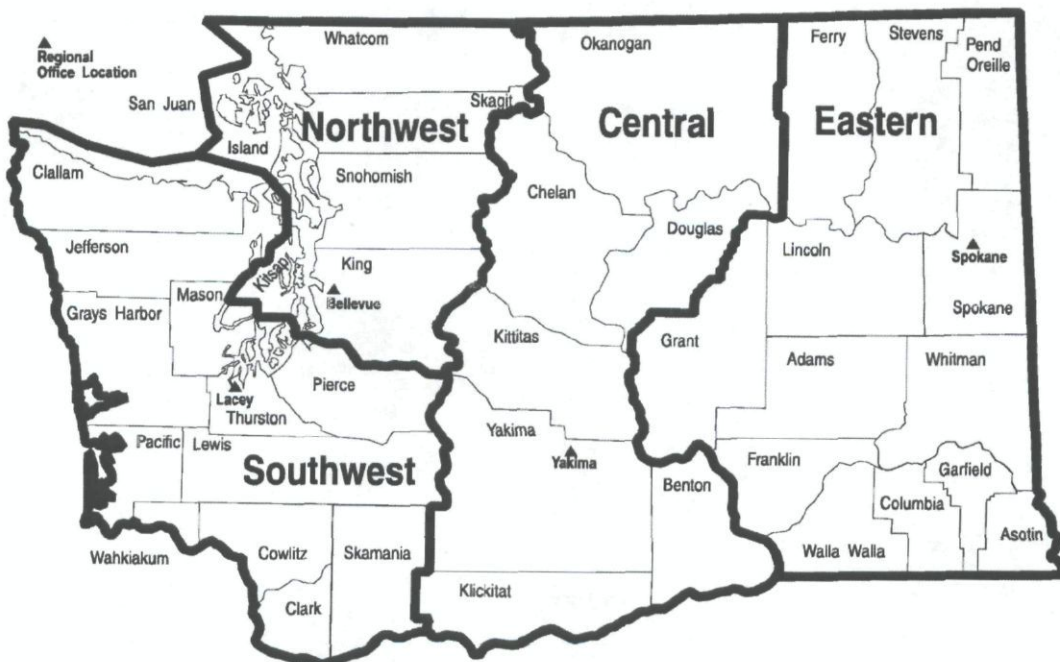 Regional
Office Location
San Juan
Whatcom
Skagit
Northwest
Island
Snohomish
Clallam
Jefferson
Kitsap
King
Bellevue
Mason
Grays Harbor
Pierce
Lacey
Thurston
Pacific
Lewis
Southwest
Wahkiakum
Cowlitz
Skamania
Clark
Okanogan
Central
Chelan
Douglas
Kittitas
Yakima
Yakima
Benton
Klickitat
Ferry
Stevens
Pend
Oreille
Eastern
Lincoln
Spokane
Spokane
Grant
Adams
Whitman
Franklin
Garfield
Columbia
Walla Walla
Asotin